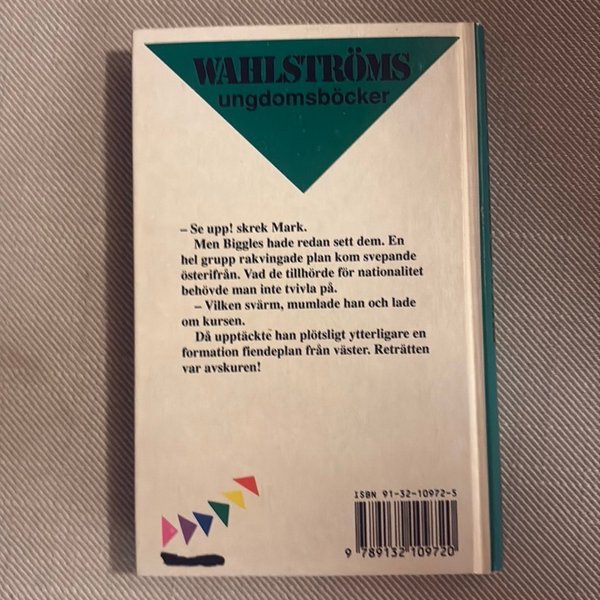 WAHLSTRÖMS
ungdomsböcker
– Se upp! skrek Mark.
Men Biggles hade redan sett dem. En
hel grupp rakvingade plan kom svepande
österifrån. Vad de tillhörde för nationalitet
behövde man inte tvivla på.
– Vilken svärm, mumlade han och lade
om kursen.
Då upptäckte han plötsligt ytterligare en
formation fiendeplan från väster. Reträtten
var avskuren!
ISBN 91-32-10972-5
9 789132 109720